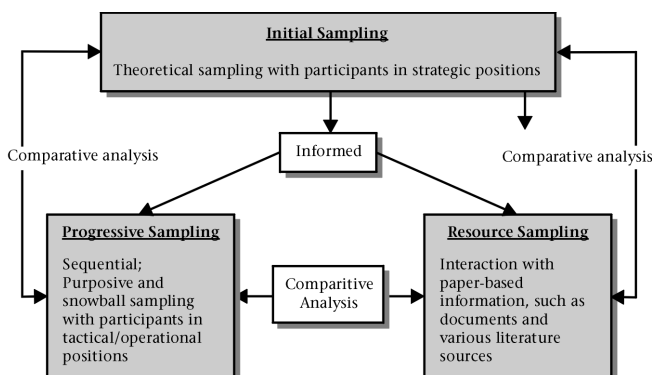 Initial Sampling
Theoretical sampling with participants in strategic positions
Informed
Comparative analysis
Comparative analysis
Progressive Sampling
Sequential;
Purposive and
snowball sampling
with participants in
tactical/operational
positions
Comparitive
Analysis
Resource Sampling
Interaction with
paper-based
information, such as
documents and
various literature
sources